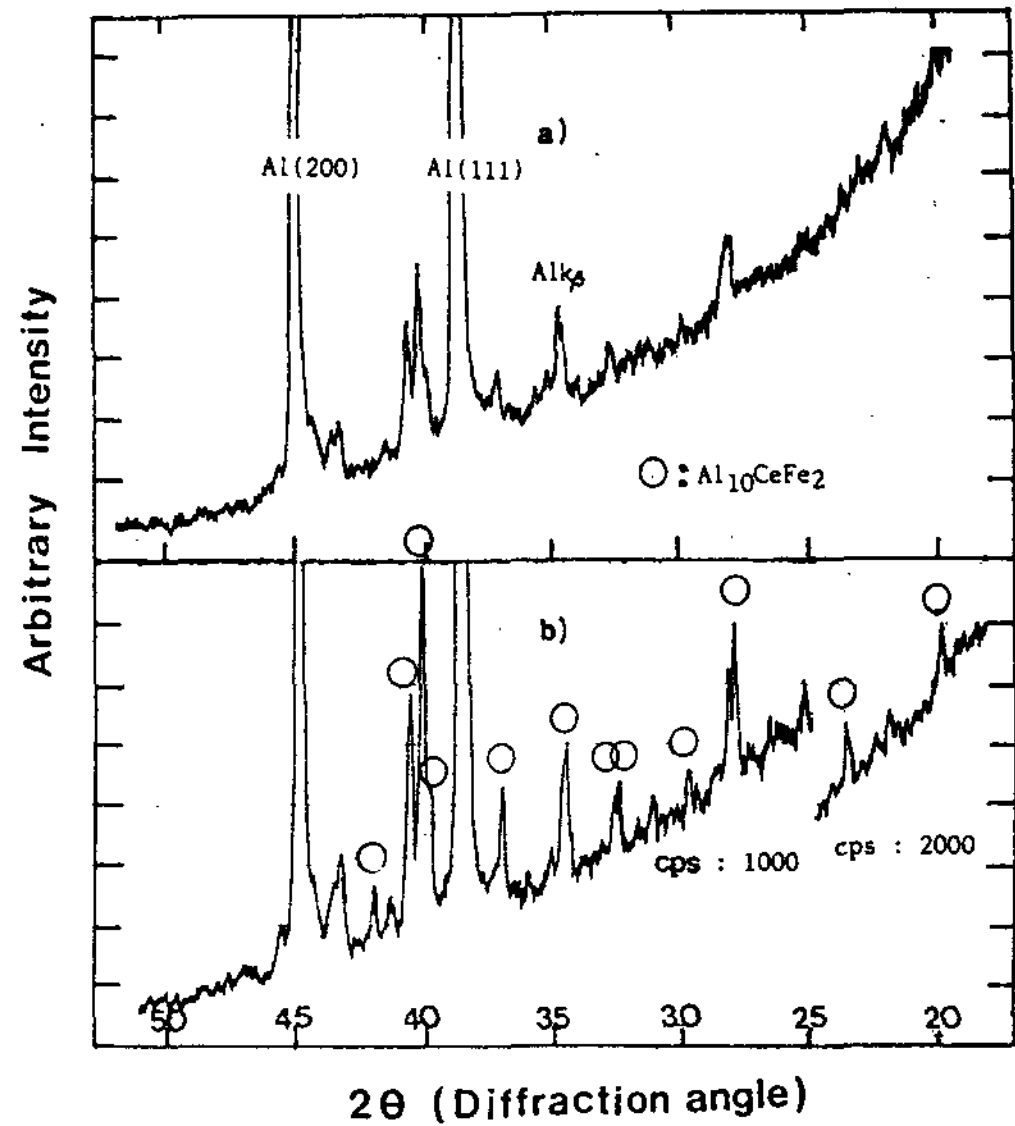 Arbitrary Intensity
a)
Al(200)
Al(111)
Alkβ
○ : Al10CeFe2
b)
cps : 1000
cps : 2000
50 45 40 35 30 25 20
2θ (Diffraction angle)